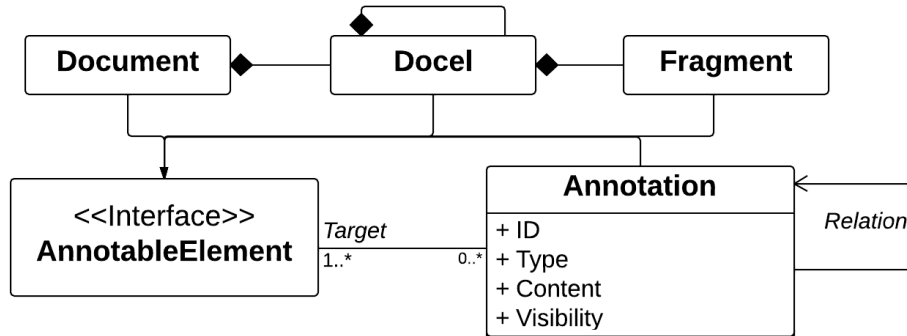 Document
Docel
Fragment
<<Interface>>
AnnotableElement
Target
1..*
0..*
Annotation
+ ID
+ Type
+ Content
+ Visibility
Relation